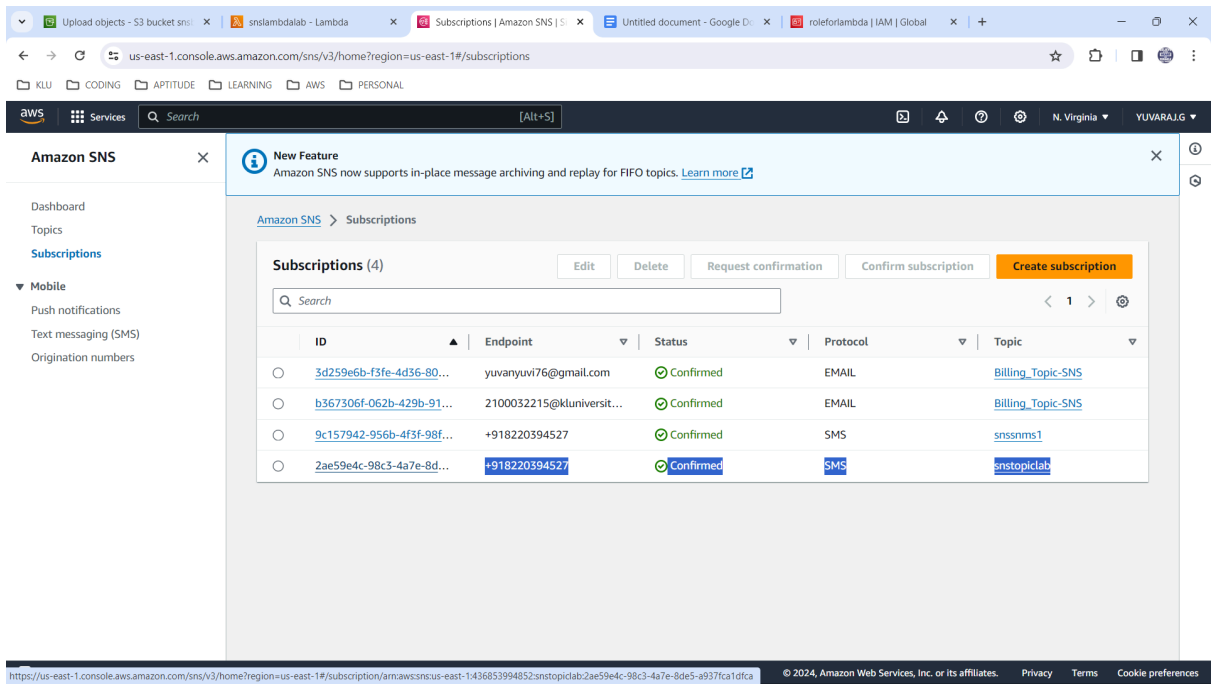 Upload objects - S3 bucket snsl
snslambdalab - Lambda
Subscriptions | Amazon SNS | S
Untitled document - Google Do
roleforlambda | IAM | Global
us-east-1.console.aws.amazon.com/sns/v3/home?region=us-east-1#/subscriptions
KLU CODING APTITUDE LEARNING AWS PERSONAL
aws Services Search [Alt+S] N. Virginia ▼ YUVARAJ.G ▼
Amazon SNS
Dashboard
Topics
Subscriptions
▼ Mobile
Push notifications
Text messaging (SMS)
Origination numbers
New Feature
Amazon SNS now supports in-place message archiving and replay for FIFO topics. Learn more
Amazon SNS > Subscriptions
Subscriptions (4) Edit Delete Request confirmation Confirm subscription Create subscription
Search < 1 >
ID Endpoint Status Protocol Topic
3d259e6b-f3fe-4d36-80... yuvanyuvi76@gmail.com Confirmed EMAIL Billing_Topic-SNS
b367306f-062b-429b-91... 2100032215@kluniversit... Confirmed EMAIL Billing_Topic-SNS
9c157942-956b-4f3f-98f... +918220394527 Confirmed SMS snssnms1
2ae59e4c-98c3-4a7e-8d... +918220394527 Confirmed SMS snstopiclab
https://us-east-1.console.aws.amazon.com/sns/v3/home?region=us-east-1#/subscription/arn:aws:sns:us-east-1:436853994852:snstopiclab:2ae59e4c-98c3-4a7e-8de5-a937fca1dfca
© 2024, Amazon Web Services, Inc. or its affiliates. Privacy Terms Cookie preferences